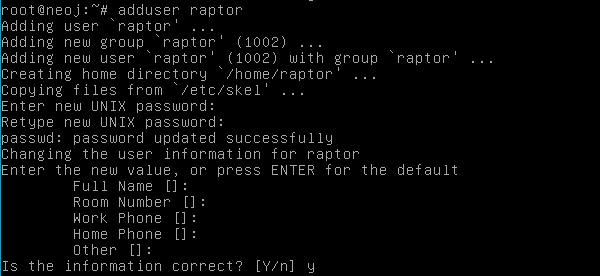 root@neoj:~# adduser raptor
Adding user `raptor' ...
Adding new group `raptor' (1002) ...
Adding new user `raptor' (1002) with group `raptor' ...
Creating home directory `/home/raptor' ...
Copying files from `/etc/skel' ...
Enter new UNIX password:
Retype new UNIX password:
passwd: password updated successfully
Changing the user information for raptor
Enter the new value, or press ENTER for the default
        Full Name []:
        Room Number []:
        Work Phone []:
        Home Phone []:
        Other []:
Is the information correct? [Y/n] y